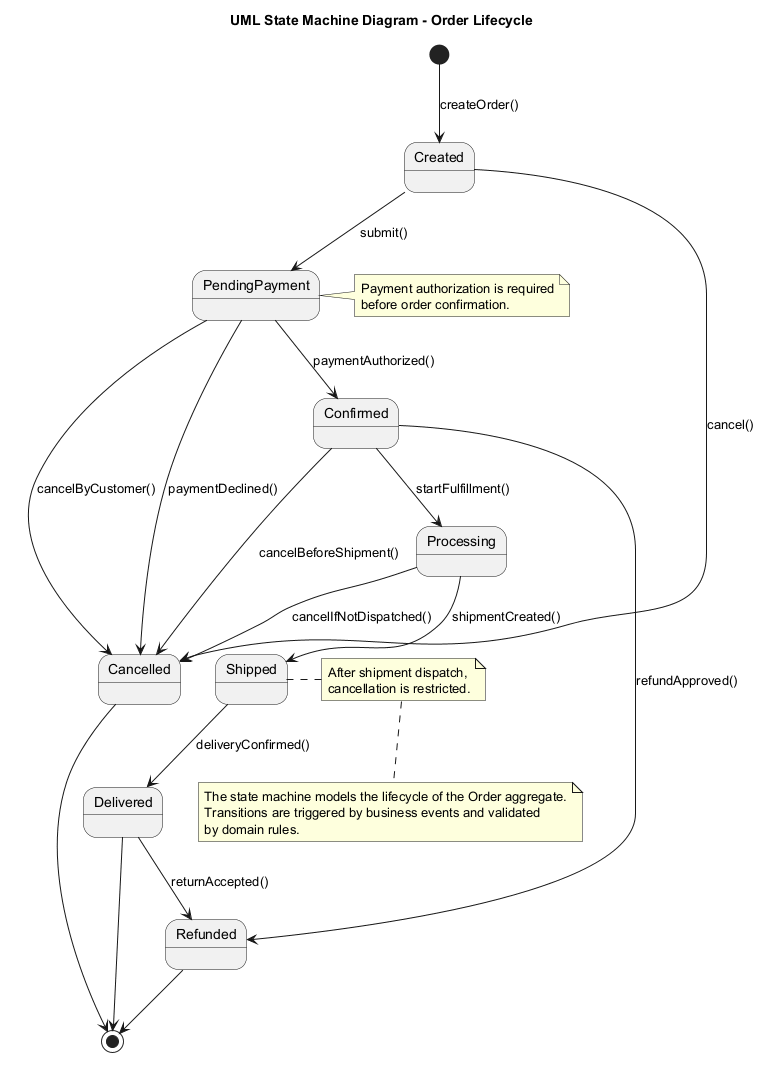 UML State Machine Diagram - Order Lifecycle
createOrder()
Created
submit()
PendingPayment
Payment authorization is required
before order confirmation.
paymentAuthorized()
Confirmed
cancel()
cancelByCustomer()
paymentDeclined()
startFulfillment()
Processing
cancelBeforeShipment()
cancelIfNotDispatched()
shipmentCreated()
Cancelled
Shipped
After shipment dispatch,
cancellation is restricted.
refundApproved()
deliveryConfirmed()
Delivered
The state machine models the lifecycle of the Order aggregate.
Transitions are triggered by business events and validated
by domain rules.
returnAccepted()
Refunded